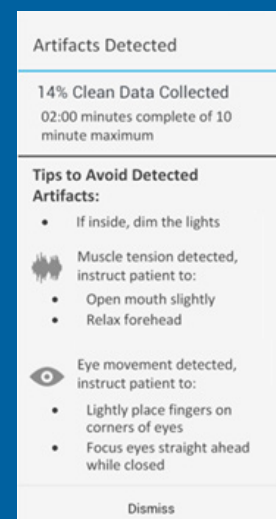 Artifacts Detected
14% Clean Data Collected
02:00 minutes complete of 10
minute maximum
Tips to Avoid Detected
Artifacts:
• If inside, dim the lights
Muscle tension detected,
instruct patient to:
• Open mouth slightly
• Relax forehead
Eye movement detected,
instruct patient to:
• Lightly place fingers on
corners of eyes
• Focus eyes straight ahead
while closed
Dismiss